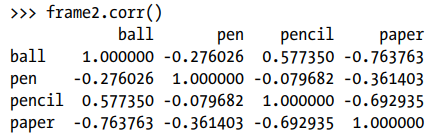 >>> frame2.corr()
ball pen pencil paper
ball 1.000000 -0.276026 0.577350 -0.763763
pen -0.276026 1.000000 -0.079682 -0.361403
pencil 0.577350 -0.079682 1.000000 -0.692935
paper -0.763763 -0.361403 -0.692935 1.000000